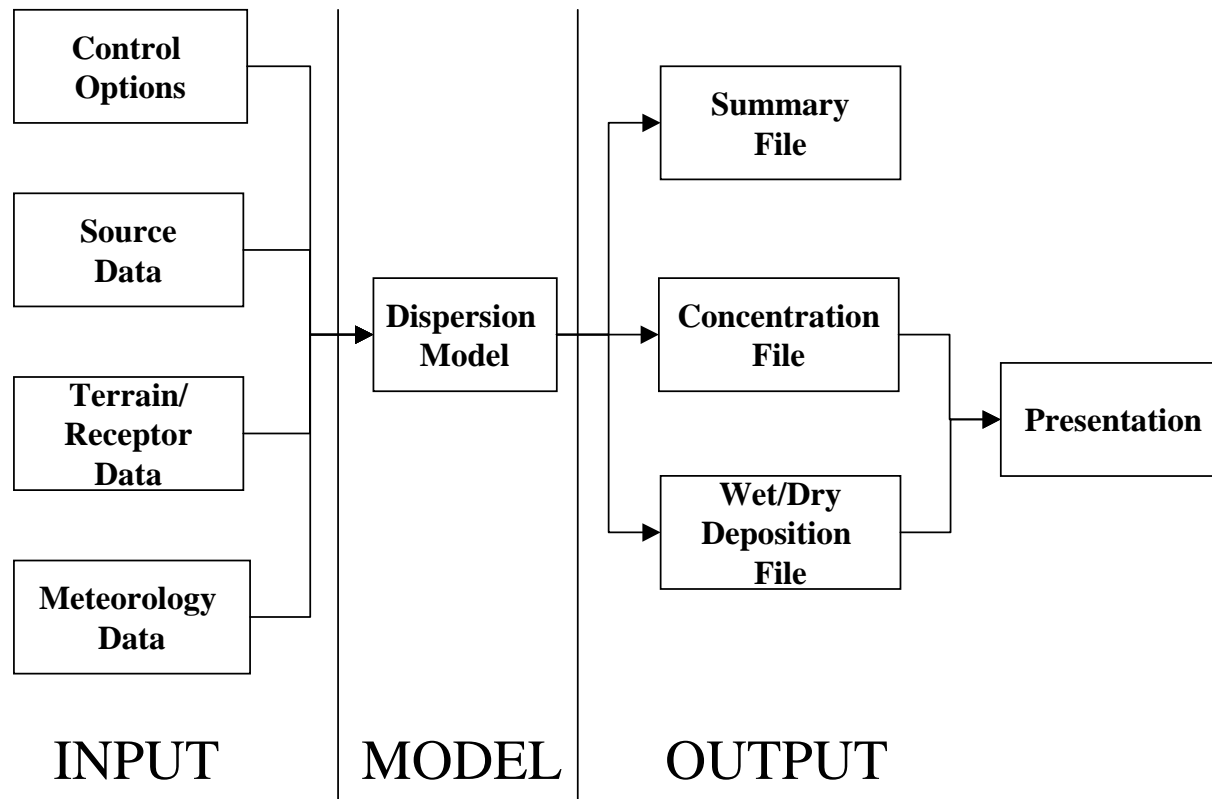 Control
Options
Source
Data
Terrain/
Receptor
Data
Meteorology
Data
Dispersion
Model
Summary
File
Concentration
File
Wet/Dry
Deposition
File
Presentation
INPUT
MODEL
OUTPUT